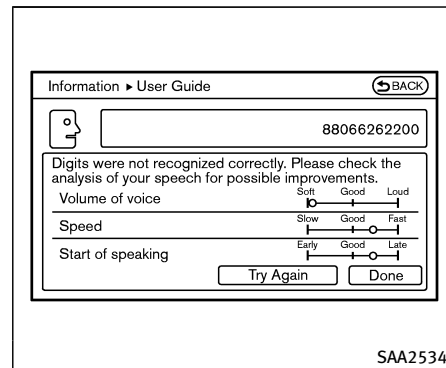 Information ▸ User Guide
BACK
88066262200
Digits were not recognized correctly. Please check the
analysis of your speech for possible improvements.
Volume of voice
Soft Good Loud
Speed
Slow Good Fast
Start of speaking
Early Good Late
Try Again Done
SAA2534